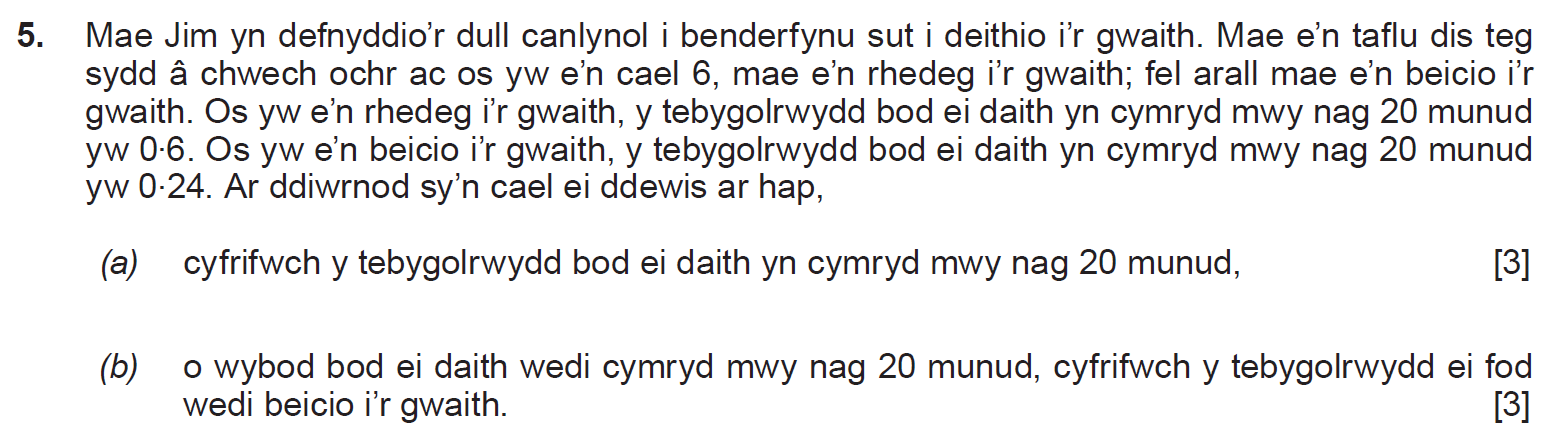 5. Mae Jim yn defnyddio’r dull canlynol i benderfynu sut i deithio i’r gwaith. Mae e’n taflu dis teg
sydd â chwech ochr ac os yw e’n cael 6, mae e’n rhedeg i’r gwaith; fel arall mae e’n beicio i’r
gwaith. Os yw e’n rhedeg i’r gwaith, y tebygolrwydd bod ei daith yn cymryd mwy nag 20 munud
yw 0·6. Os yw e’n beicio i’r gwaith, y tebygolrwydd bod ei daith yn cymryd mwy nag 20 munud
yw 0·24. Ar ddiwrnod sy’n cael ei ddewis ar hap,
(a) cyfrifwch y tebygolrwydd bod ei daith yn cymryd mwy nag 20 munud, [3]
(b) o wybod bod ei daith wedi cymryd mwy nag 20 munud, cyfrifwch y tebygolrwydd ei fod
wedi beicio i’r gwaith. [3]